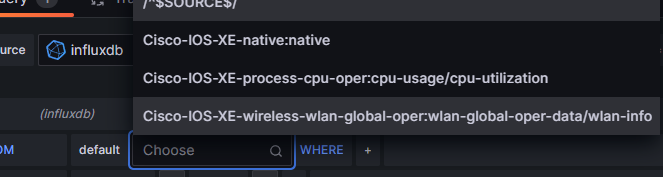 /^$SOURCE$/
Cisco-IOS-XE-native:native
Cisco-IOS-XE-process-cpu-oper:cpu-usage/cpu-utilization
Cisco-IOS-XE-wireless-wlan-global-oper:wlan-global-oper-data/wlan-info
1
urce
influxdb
(influxdb)
OM
default
Choose
WHERE
+